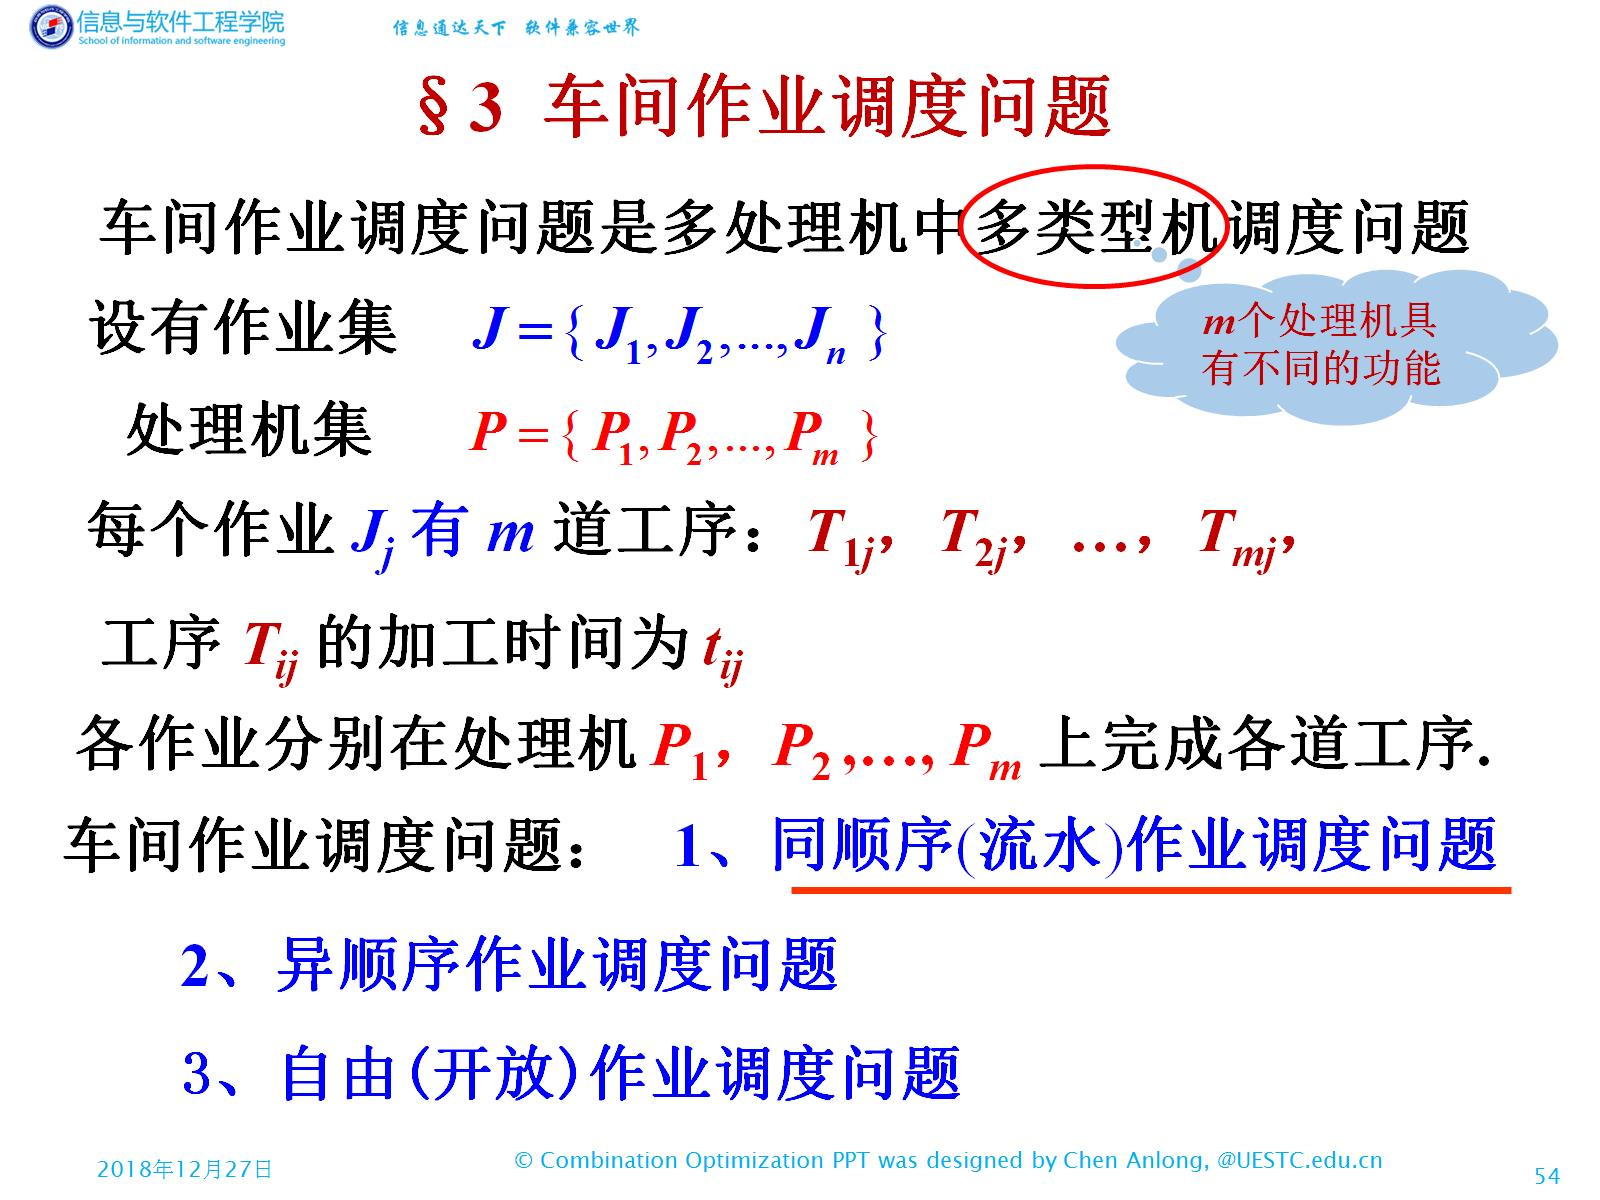 信息与软件工程学院
School of information and software engineering
信息通达天下 软件兼容世界
§3 车间作业调度问题
车间作业调度问题是多处理机中多类型机调度问题
m个处理机具
有不同的功能
设有作业集 J = { J1, J2, ..., Jn }
处理机集 P = { P1, P2, ..., Pm }
每个作业 Jj 有 m 道工序：T1j， T2j， …， Tmj，
工序 Tij 的加工时间为 tij
各作业分别在处理机 P1， P2 ,…, Pm 上完成各道工序.
车间作业调度问题： 1、同顺序(流水)作业调度问题
2、异顺序作业调度问题
3、自由(开放)作业调度问题
2018年12月27日
© Combination Optimization PPT was designed by Chen Anlong, @UESTC.edu.cn
54